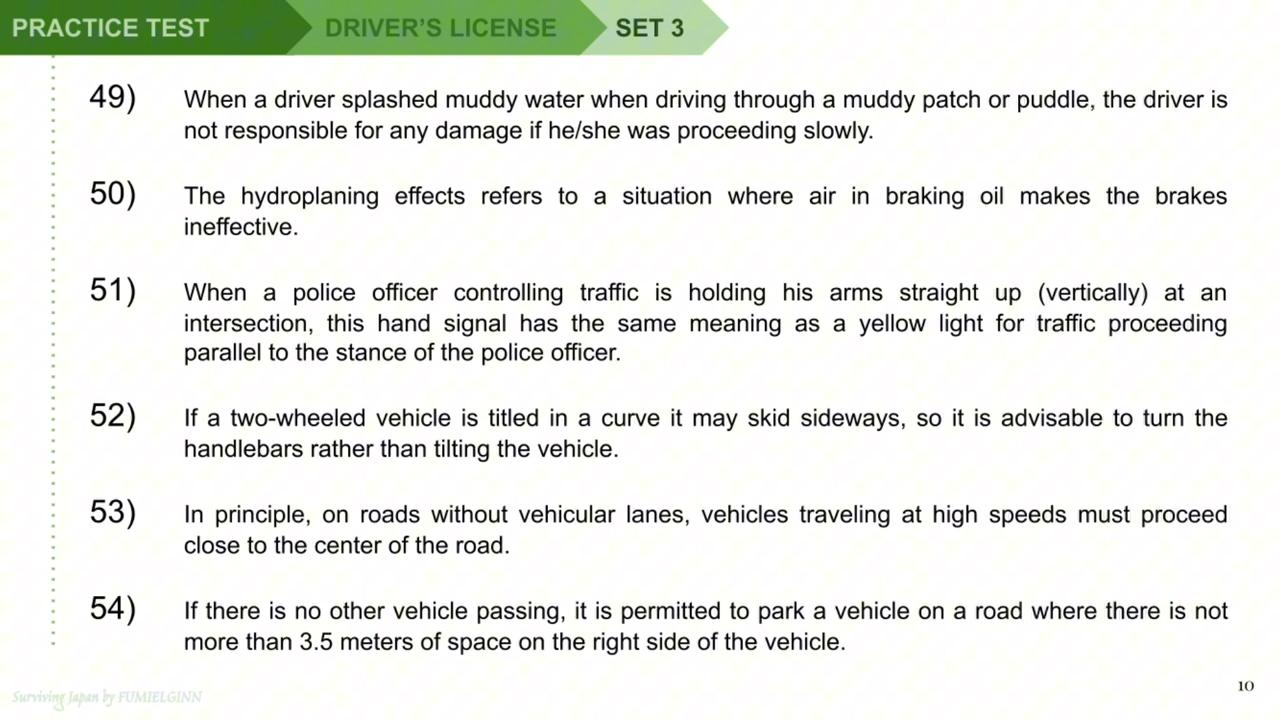 PRACTICE TEST DRIVER'S LICENSE SET 3
49) When a driver splashed muddy water when driving through a muddy patch or puddle, the driver is
not responsible for any damage if he/she was proceeding slowly.
50) The hydroplaning effects refers to a situation where air in braking oil makes the brakes
ineffective.
51) When a police officer controlling traffic is holding his arms straight up (vertically) at an
intersection, this hand signal has the same meaning as a yellow light for traffic proceeding
parallel to the stance of the police officer.
52) If a two-wheeled vehicle is titled in a curve it may skid sideways, so it is advisable to turn the
handlebars rather than tilting the vehicle.
53) In principle, on roads without vehicular lanes, vehicles traveling at high speeds must proceed
close to the center of the road.
54) If there is no other vehicle passing, it is permitted to park a vehicle on a road where there is not
more than 3.5 meters of space on the right side of the vehicle.
Surviving Japan by FUMIELGINN
10